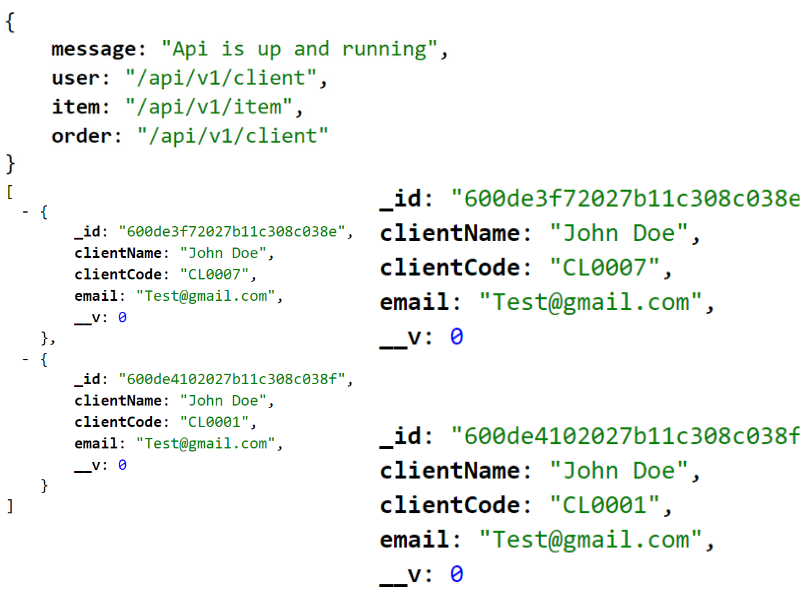 {
message: "Api is up and running",
user: "/api/v1/client",
item: "/api/v1/item",
order: "/api/v1/client"
}
[
- {
_id: "600de3f72027b11c308c038e",
clientName: "John Doe",
clientCode: "CL0007",
email: "Test@gmail.com",
__v: 0
},
- {
_id: "600de4102027b11c308c038f",
clientName: "John Doe",
clientCode: "CL0001",
email: "Test@gmail.com",
__v: 0
}
]
_id: "600de3f72027b11c308c038e
clientName: "John Doe",
clientCode: "CL0007",
email: "Test@gmail.com",
__v: 0
_id: "600de4102027b11c308c038f
clientName: "John Doe",
clientCode: "CL0001",
email: "Test@gmail.com",
__v: 0